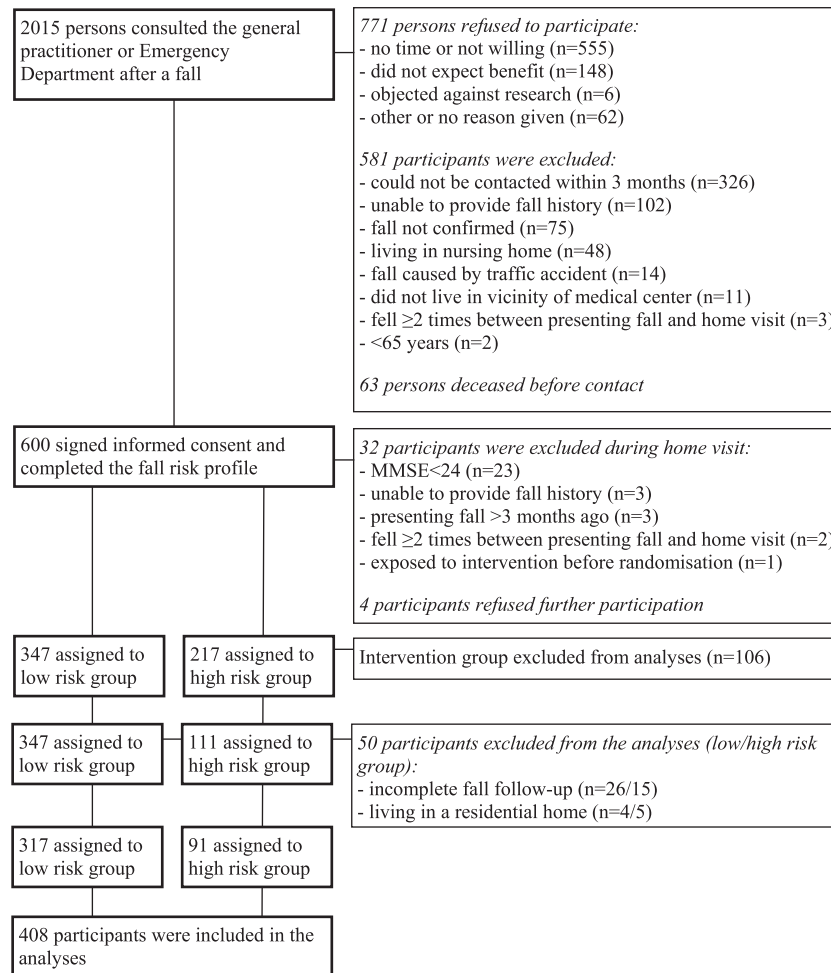 2015 persons consulted the general
practitioner or Emergency
Department after a fall
771 persons refused to participate:
- no time or not willing (n=555)
- did not expect benefit (n=148)
- objected against research (n=6)
- other or no reason given (n=62)
581 participants were excluded:
- could not be contacted within 3 months (n=326)
- unable to provide fall history (n=102)
- fall not confirmed (n=75)
- living in nursing home (n=48)
- fall caused by traffic accident (n=14)
- did not live in vicinity of medical center (n=11)
- fell ≥2 times between presenting fall and home visit (n=3)
- <65 years (n=2)
63 persons deceased before contact
600 signed informed consent and
completed the fall risk profile
32 participants were excluded during home visit:
- MMSE<24 (n=23)
- unable to provide fall history (n=3)
- presenting fall >3 months ago (n=3)
- fell ≥2 times between presenting fall and home visit (n=2)
- exposed to intervention before randomisation (n=1)
4 participants refused further participation
347 assigned to
low risk group
217 assigned to
high risk group
Intervention group excluded from analyses (n=106)
347 assigned to
low risk group
111 assigned to
high risk group
50 participants excluded from the analyses (low/high risk
group):
- incomplete fall follow-up (n=26/15)
- living in a residential home (n=4/5)
317 assigned to
low risk group
91 assigned to
high risk group
408 participants were included in the
analyses